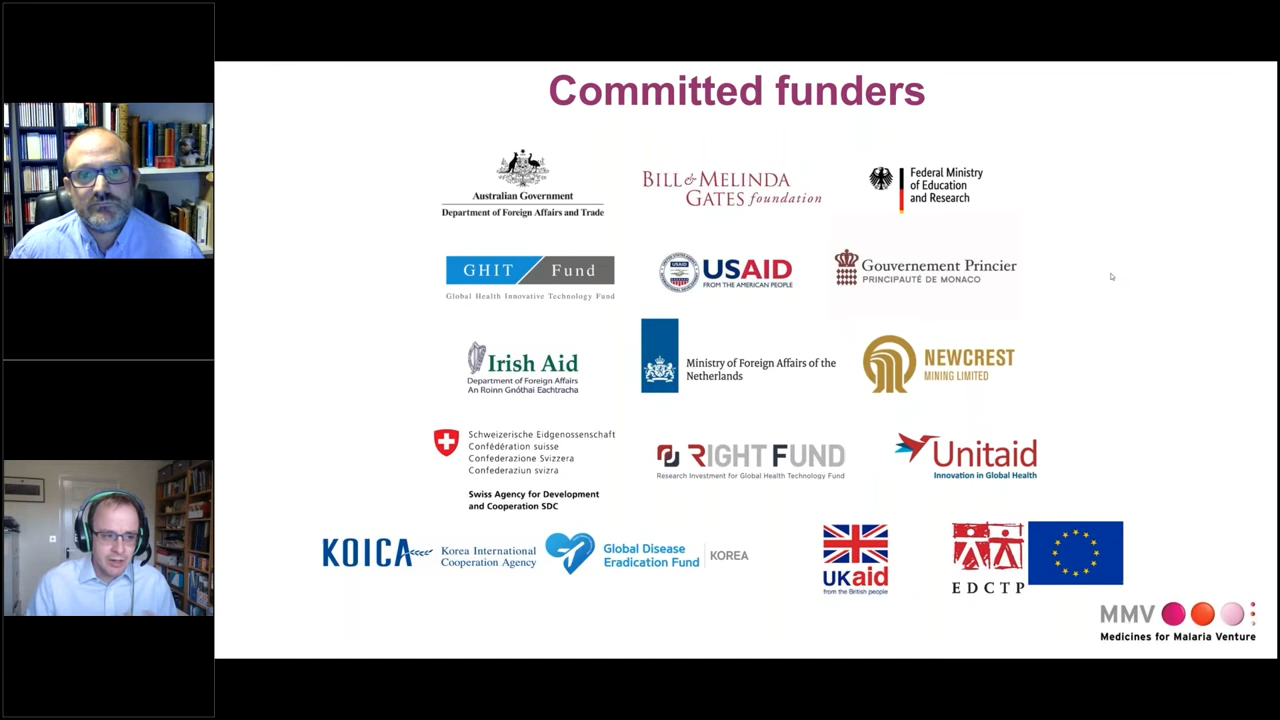 Committed funders
Australian Government
Department of Foreign Affairs and Trade
BILL & MELINDA
GATES foundation
Federal Ministry
of Education
and Research
GHIT Fund
Global Health Innovative Technology Fund
USAID
USAID
FROM THE AMERICAN PEOPLE
Gouvernement Princier
PRINCIPAUTÉ DE MONACO
Irish Aid
Department of Foreign Affairs
An Roinn Gnóthaí Eachtracha
Ministry of Foreign Affairs of the
Netherlands
NEWCREST
MINING LIMITED
Schweizerische Eidgenossenschaft
Confédération suisse
Confederazione Svizzera
Confederaziun svizra
Swiss Agency for Development
and Cooperation SDC
RIGHT FUND
Research Investment for Global Health Technology Fund
Unitaid
Innovation in Global Health
KOICA
Korea International
Cooperation Agency
Global Disease
Eradication Fund
KOREA
UKaid
from the British people
EDCTP
MMV
Medicines for Malaria Venture